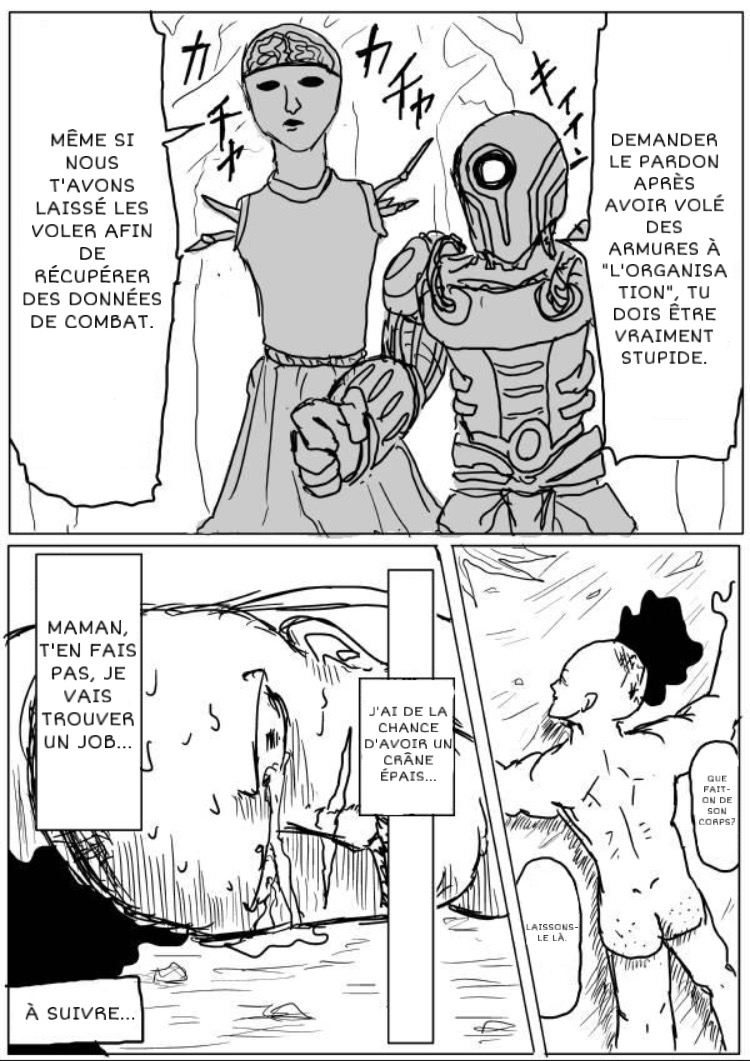 DEMANDER
LE PARDON
APRÈS
AVOIR VOLÉ
DES
ARMURES À
"L'ORGANISA
TION", TU
DOIS ÊTRE
VRAIMENT
STUPIDE.
キィィン
カチャ
カチャ
MÊME SI
NOUS
T'AVONS
LAISSÉ LES
VOLER AFIN
DE
RÉCUPÉRER
DES DONNÉES
DE COMBAT.
QUE
FAIT-
ON DE
SON
CORPS?
LAISSONS-
LE LÀ.
J'AI DE LA
CHANCE
D'AVOIR UN
CRÂNE
ÉPAIS...
MAMAN,
T'EN FAIS
PAS, JE
VAIS
TROUVER
UN JOB...
À SUIVRE...